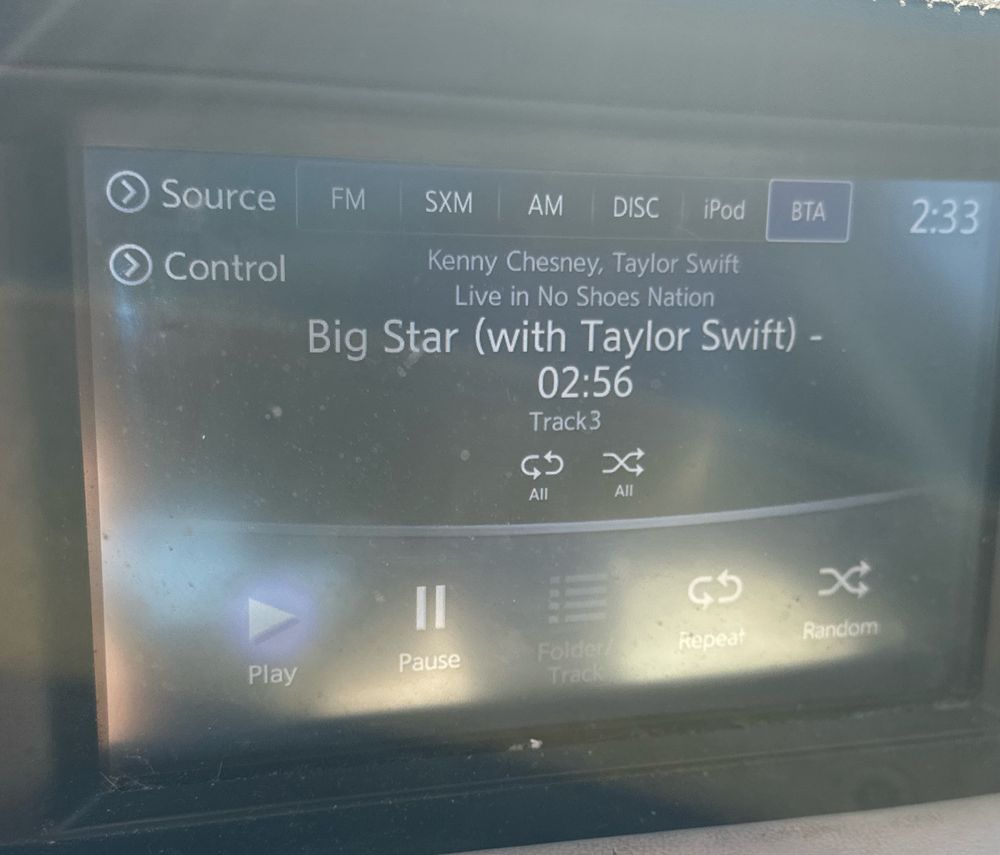 Source FM SXM AM DISC iPod BTA 2:33
Control
Kenny Chesney, Taylor Swift
Live in No Shoes Nation
Big Star (with Taylor Swift) -
02:56
Track3
All All
Play Pause Folder/ Repeat Random
Track